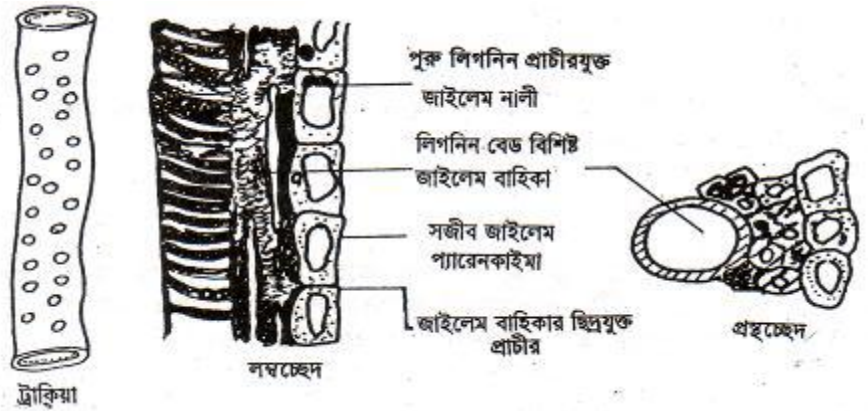 পুরু লিগনিন প্রাচীরযুক্ত
জাইলেম নালী
লিগনিন বেড বিশিষ্ট
জাইলেম বাহিকা
সজীব জাইলেম
প্যারেনকাইমা
জাইলেম বাহিকার ছিদ্রযুক্ত
প্রাচীর
প্রস্থচ্ছেদ
লম্বচ্ছেদ
ট্রাকিয়া